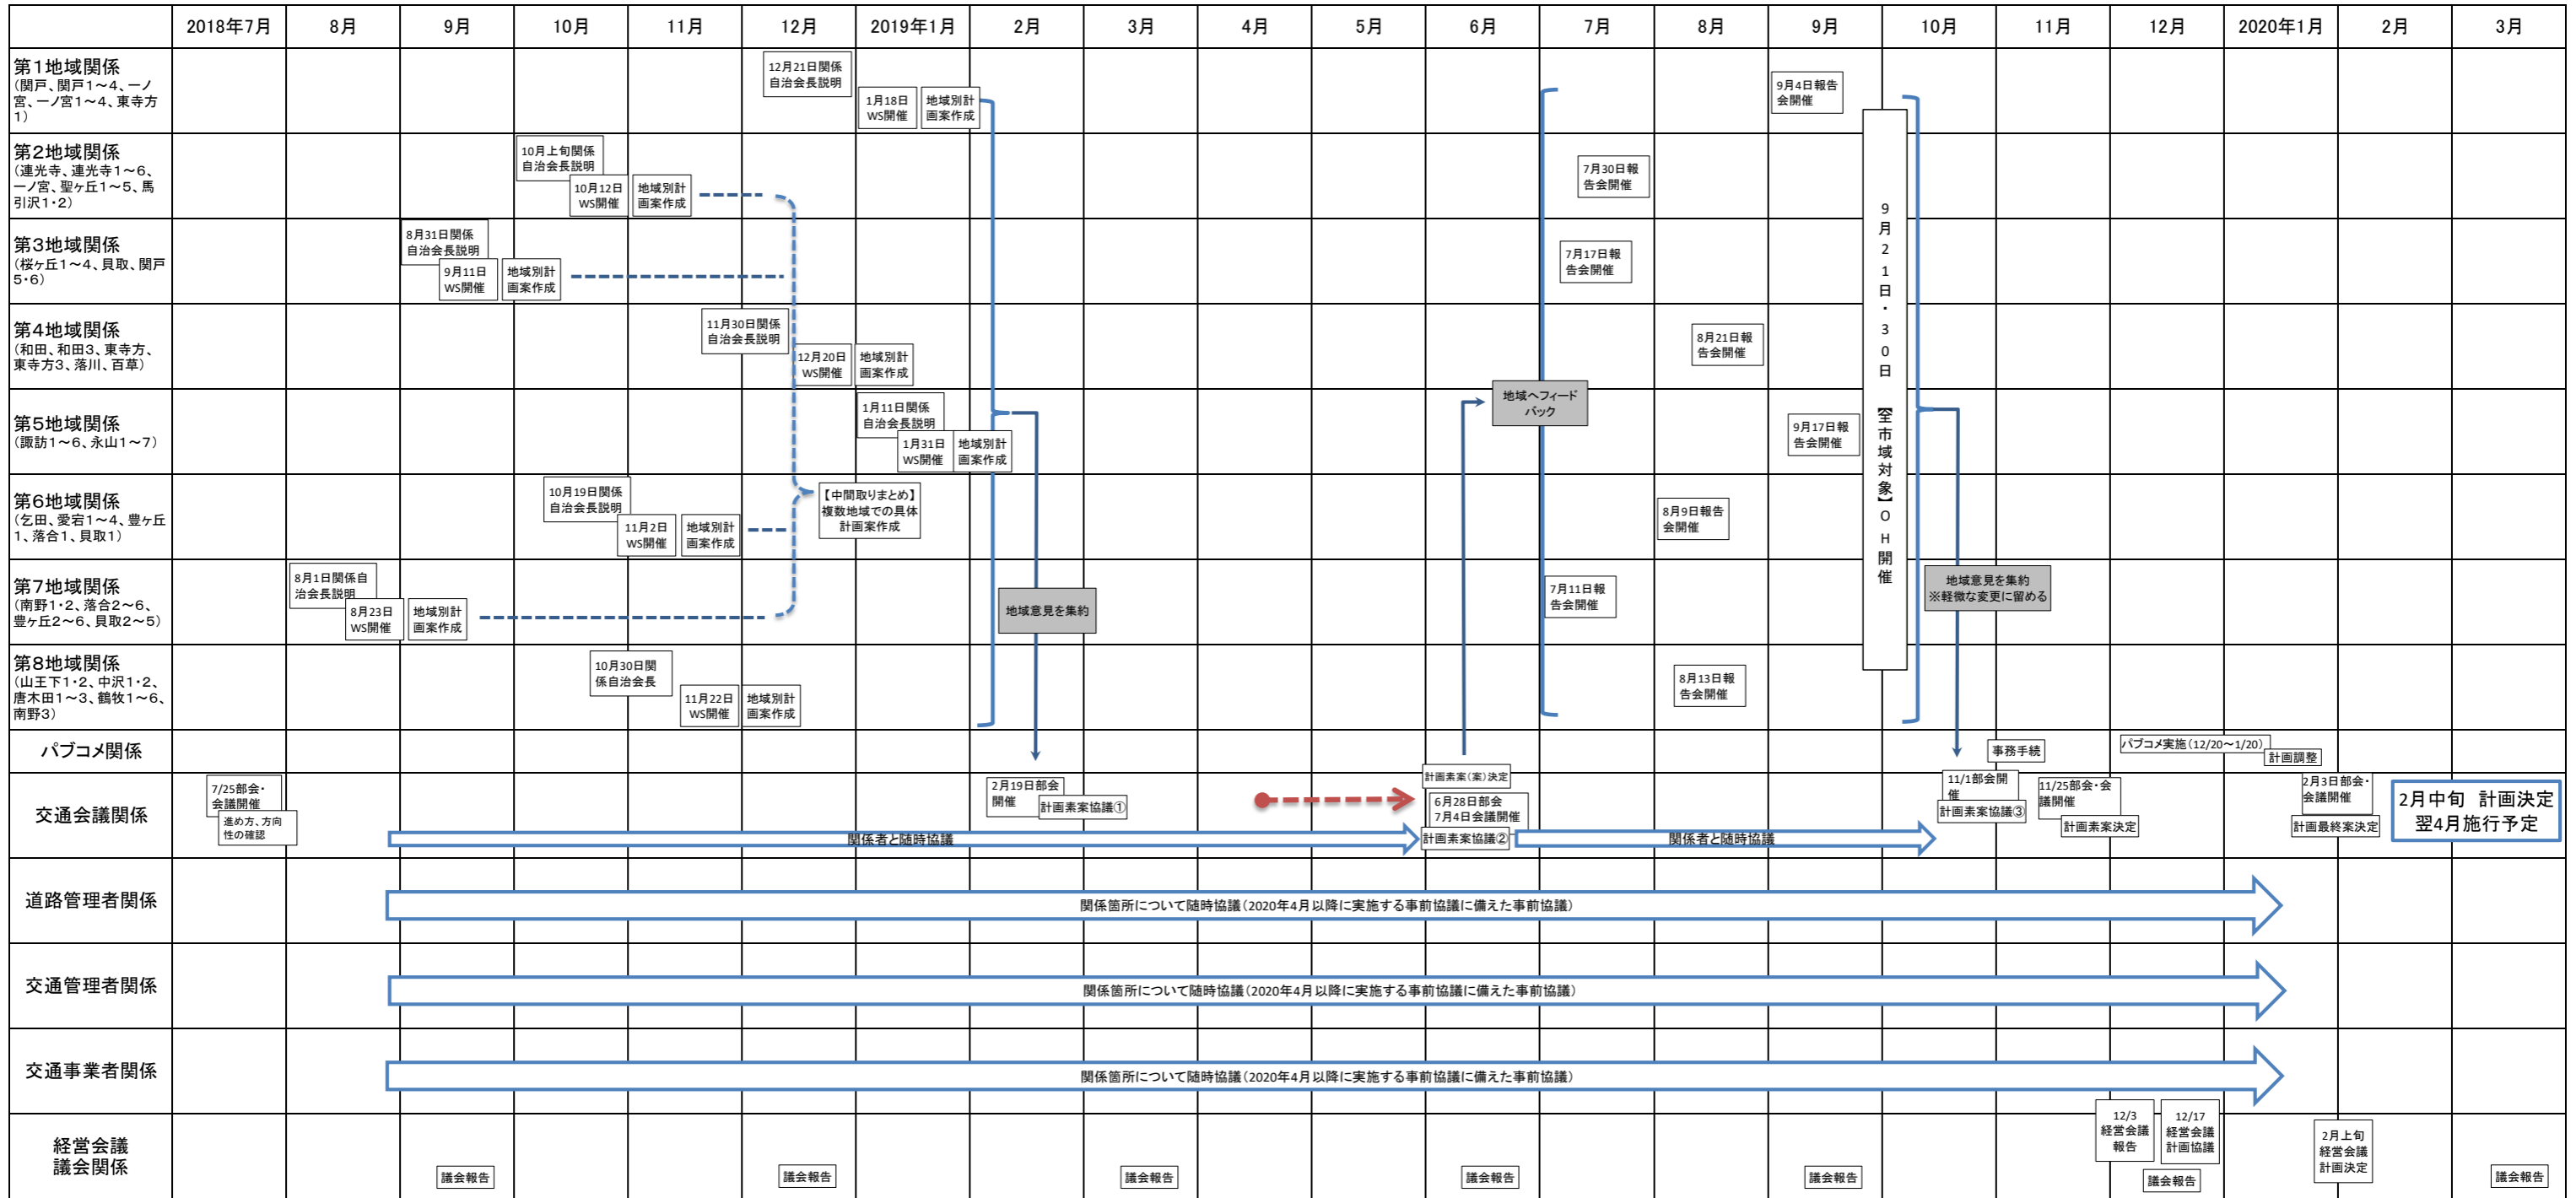 2018年7月
8月
9月
10月
11月
12月
2019年1月
2月
3月
4月
5月
6月
7月
8月
9月
10月
11月
12月
2020年1月
2月
3月
第1地域関係
(関戸、関戸1～4、一ノ
宮、一ノ宮1～4、東寺方
1)
12月21日関係
自治会長説明
1月18日
WS開催
地域別計
画案作成
9月4日報告
会開催
第2地域関係
(連光寺、連光寺1～6、
一ノ宮、聖ヶ丘1～5、馬
引沢1・2)
10月上旬関係
自治会長説明
10月12日
WS開催
地域別計
画案作成
7月30日報
告会開催
第3地域関係
(桜ヶ丘1～4、貝取、関戸
5・6)
8月31日関係
自治会長説明
9月11日
WS開催
地域別計
画案作成
7月17日報
告会開催
第4地域関係
(和田、和田3、東寺方、
東寺方3、落川、百草)
11月30日関係
自治会長説明
12月20日
WS開催
地域別計
画案作成
8月21日報
告会開催
第5地域関係
(諏訪1～6、永山1～7)
1月11日関係
自治会長説明
1月31日
WS開催
地域別計
画案作成
地域へフィード
バック
9月17日報
告会開催
第6地域関係
(乞田、愛宕1～4、豊ヶ丘
1、落合1、貝取1)
10月19日関係
自治会長説明
11月2日
WS開催
地域別計
画案作成
【中間取りまとめ】
複数地域での具体
計画案作成
8月9日報告
会開催
第7地域関係
(南野1・2、落合2～6、
豊ヶ丘2～6、貝取2～5)
8月1日関係自
治会長説明
8月23日
WS開催
地域別計
画案作成
地域意見を集約
7月11日報
告会開催
地域意見を集約
※軽微な変更に留める
第8地域関係
(山王下1・2、中沢1・2、
唐木田1～3、鶴牧1～6、
南野3)
10月30日関
係自治会長
11月22日
WS開催
地域別計
画案作成
8月13日報
告会開催
9月21日・30日　【全市域対象】OH開催
パブコメ関係
事務手続
パブコメ実施(12/20～1/20)
計画調整
交通会議関係
7/25部会・
会議開催
進め方、方向
性の確認
2月19日部会
開催
計画素案協議①
計画素案(案)決定
6月28日部会
7月4日会議開催
計画素案協議②
11/1部会開
催
計画素案協議③
11/25部会・会
議開催
計画素案決定
2月3日部会・
会議開催
計画最終案決定
2月中旬　計画決定
翌4月施行予定
関係者と随時協議
関係者と随時協議
道路管理者関係
関係箇所について随時協議(2020年4月以降に実施する事前協議に備えた事前協議)
交通管理者関係
関係箇所について随時協議(2020年4月以降に実施する事前協議に備えた事前協議)
交通事業者関係
関係箇所について随時協議(2020年4月以降に実施する事前協議に備えた事前協議)
経営会議
議会関係
議会報告
議会報告
議会報告
議会報告
議会報告
12/3
経営会議
報告
12/17
経営会議
計画協議
議会報告
2月上旬
経営会議
計画決定
議会報告